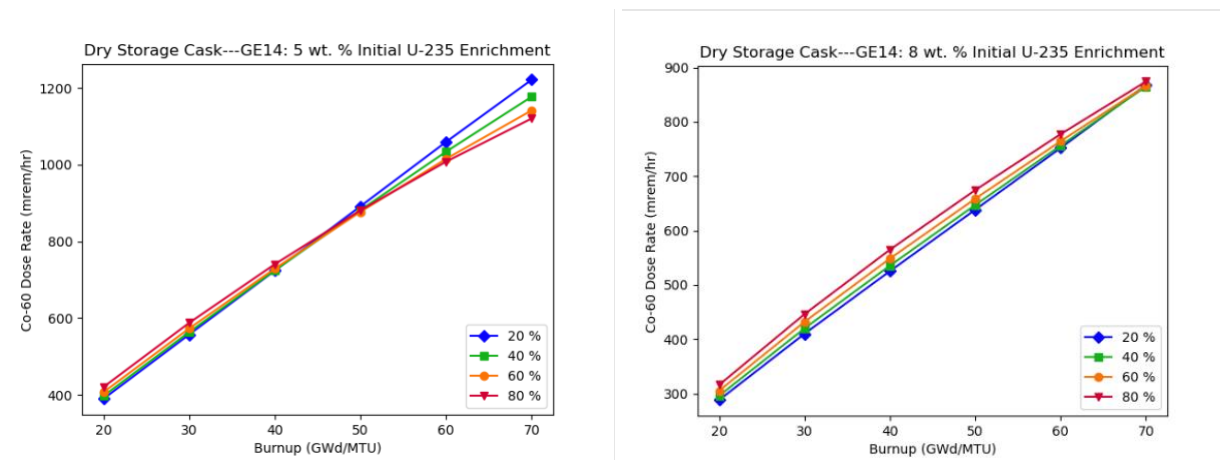 Dry Storage Cask---GE14: 5 wt. % Initial U-235 Enrichment
Co-60 Dose Rate (mrem/hr)
1200
1000
800
600
400
20 30 40 50 60 70
Burnup (GWd/MTU)
20 %
40 %
60 %
80 %
Dry Storage Cask---GE14: 8 wt. % Initial U-235 Enrichment
Co-60 Dose Rate (mrem/hr)
900
800
700
600
500
400
300
20 30 40 50 60 70
Burnup (GWd/MTU)
20 %
40 %
60 %
80 %